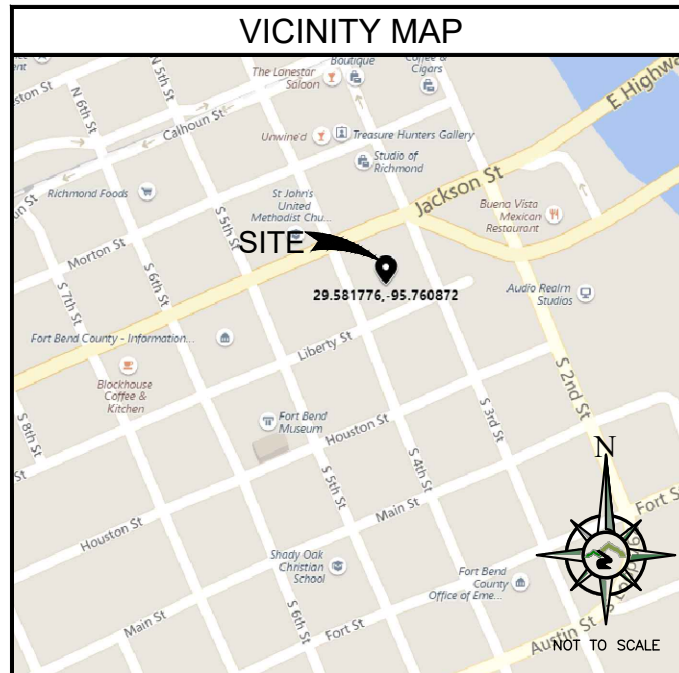 VICINITY MAP
Boutique
Cigars
The Lonestar
Saloon
N 5th St
N 6th St
Calhoun St
Unwine'd
Treasure Hunters Gallery
Studio of
Richmond
E Highw
Richmond Foods
St John's
United
Methodist Chu...
Jackson St
Buena Vista
Mexican
Restaurant
Morton St
S 5th St
SITE
29.581776,-95.760872
Audio Realm
Studios
S 6th St
S 7th St
Fort Bend County - Information...
Liberty St
Blockhouse
Coffee &
Kitchen
S 2nd St
S 8th St
Fort Bend
Museum
Houston St
S 3rd St
S 4th St
S 5th St
N
Main St
Fort S
Houston St
Shady Oak
Christian
School
Fort Bend
County
Office of Eme...
S 6th St
Main St
Fort St
Austin St
NOT TO SCALE